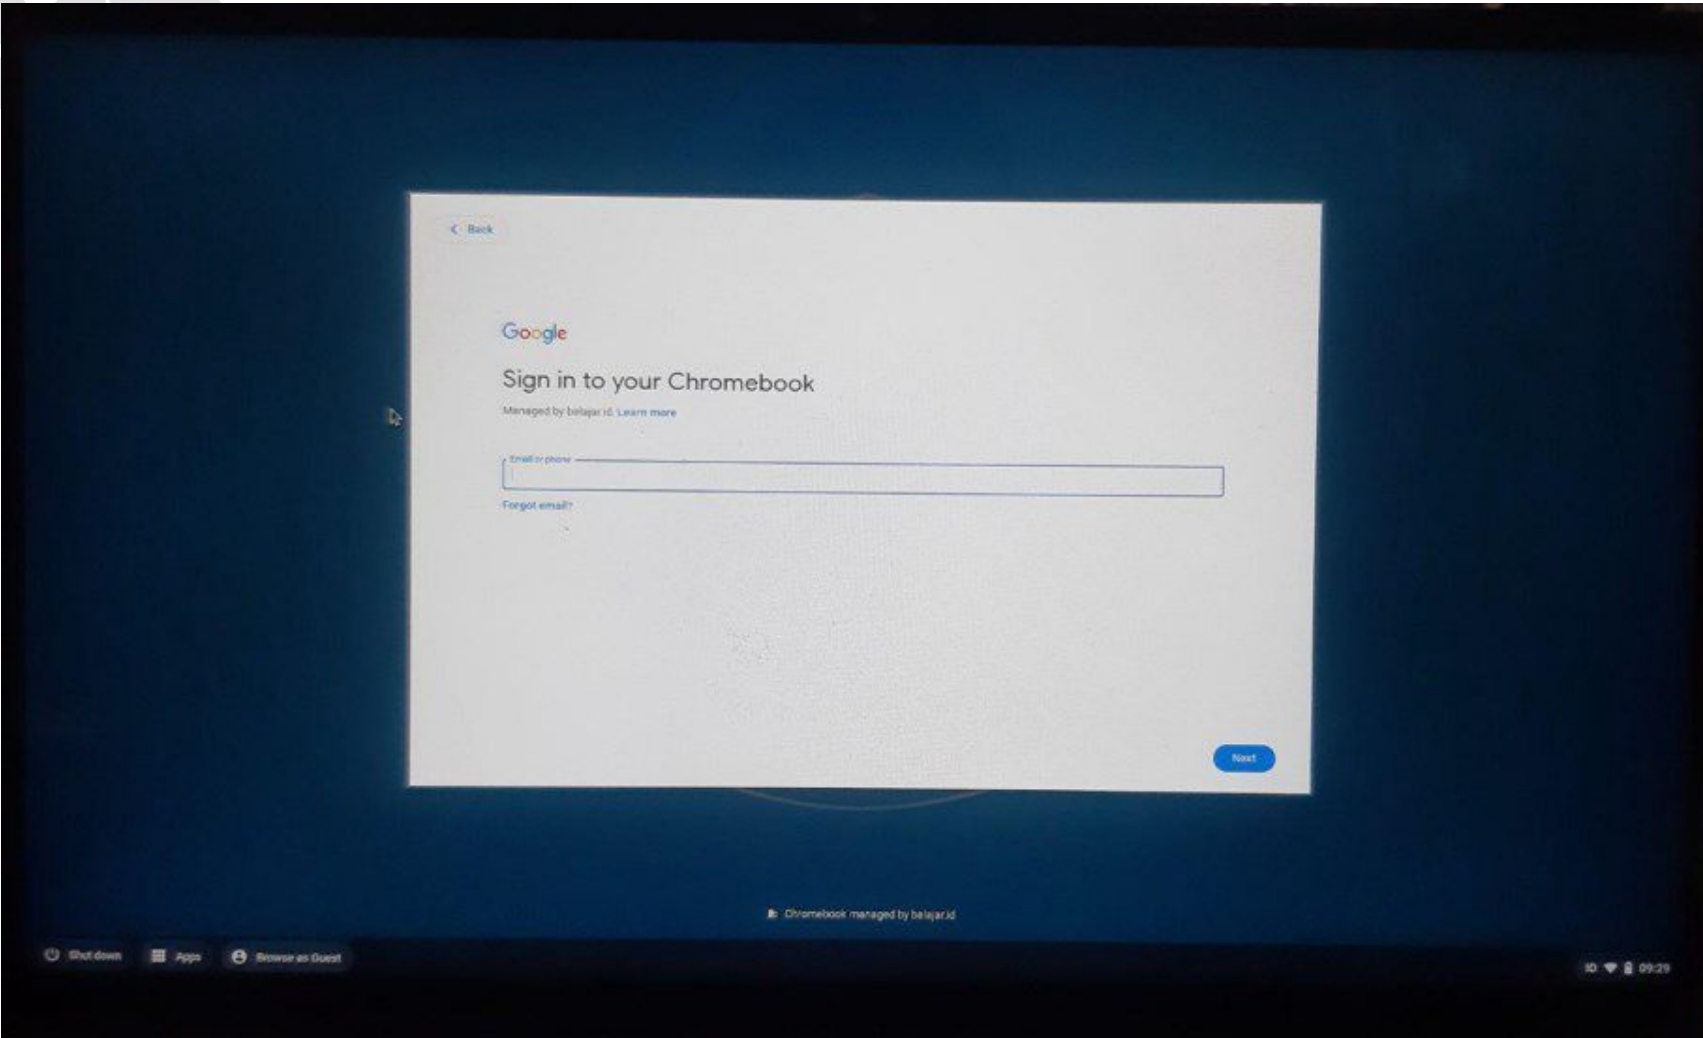 Back
Google
Sign in to your Chromebook
Managed by belajar.id. Learn more
Email or phone
Forgot email?
Next
Chromebook managed by belajar.id
Shut down
Apps
Browse as Guest
ID
09:29